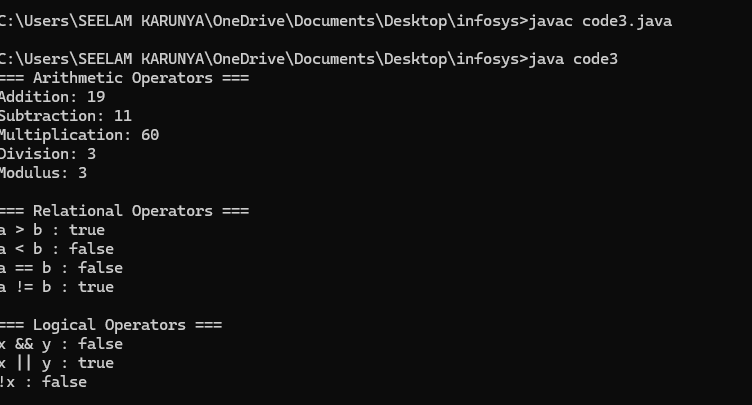 C:\Users\SEELAM KARUNYA\OneDrive\Documents\Desktop\infosys>javac code3.java
C:\Users\SEELAM KARUNYA\OneDrive\Documents\Desktop\infosys>java code3
=== Arithmetic Operators ===
Addition: 19
Subtraction: 11
Multiplication: 60
Division: 3
Modulus: 3
=== Relational Operators ===
a > b : true
a < b : false
a == b : false
a != b : true
=== Logical Operators ===
x && y : false
x || y : true
!x : false